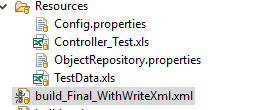 Resources
Config.properties
Controller_Test.xls
ObjectRepository.properties
TestData.xls
build_Final_WithWriteXml.xml